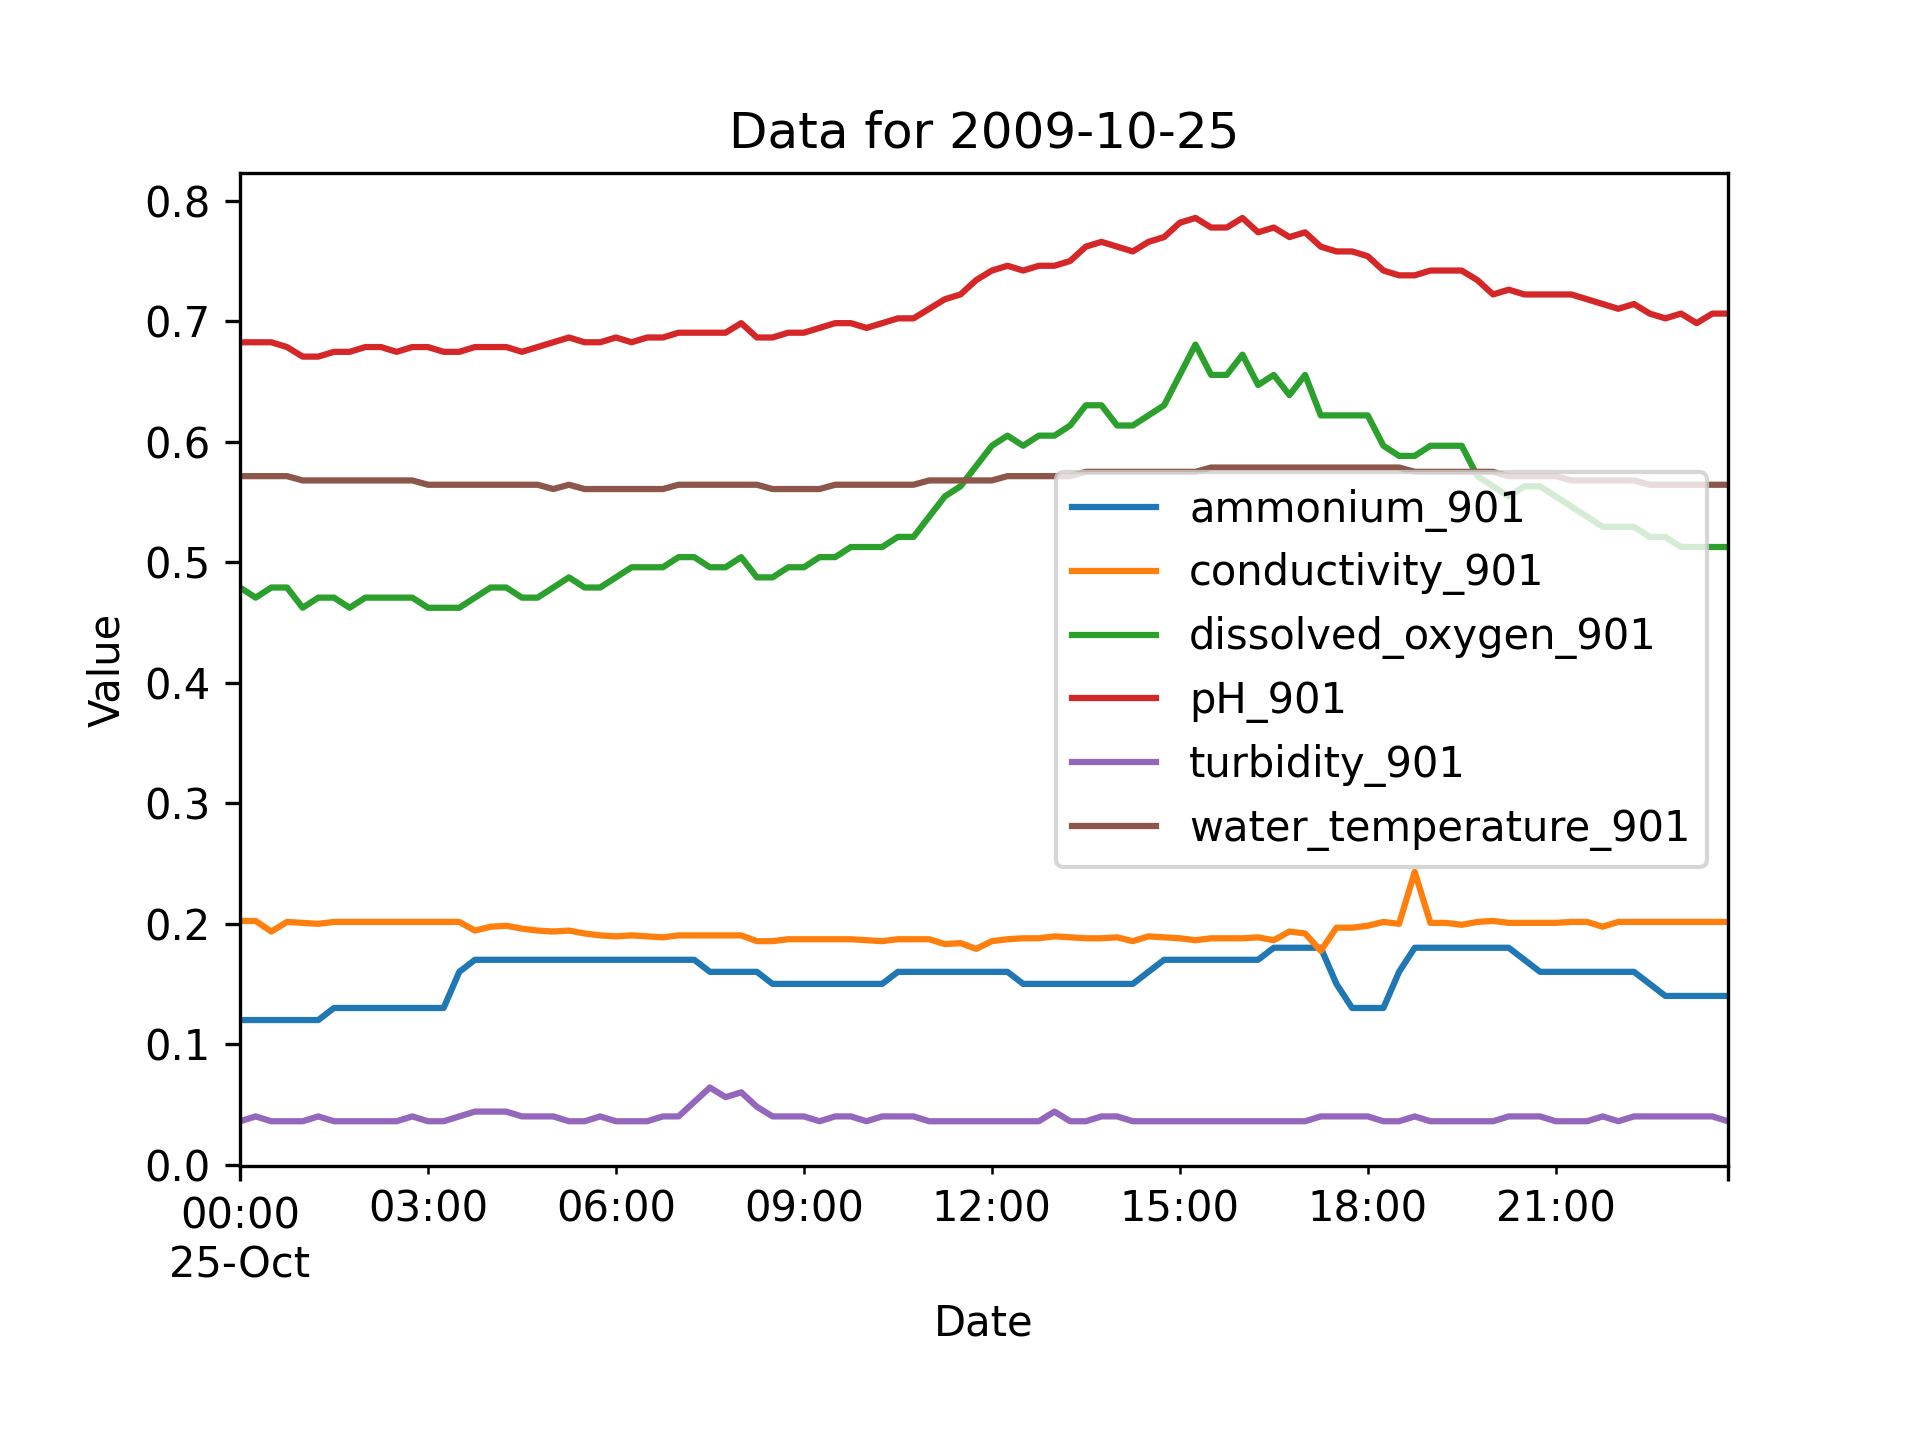 Data for 2009-10-25
Value
0.8
0.7
0.6
0.5
0.4
0.3
0.2
0.1
0.0
ammonium_901
conductivity_901
dissolved_oxygen_901
pH_901
turbidity_901
water_temperature_901
00:00 03:00 06:00 09:00 12:00 15:00 18:00 21:00
25-Oct
Date